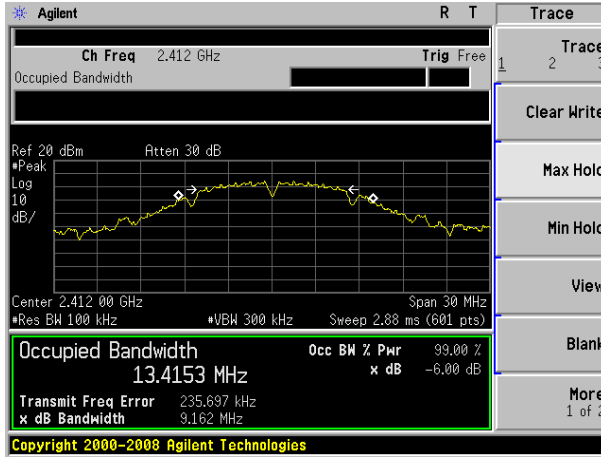 Agilent R T Trace
Ch Freq 2.412 GHz Trig Free
Occupied Bandwidth
Trace
1 2 3
Clear Write
Max Hold
Min Hold
View
Blank
More
1 of 2
Ref 20 dBm Atten 30 dB
#Peak
Log
10
dB/
Center 2.412 00 GHz Span 30 MHz
#Res BW 100 kHz #VBW 300 kHz Sweep 2.88 ms (601 pts)
Occupied Bandwidth Occ BW % Pwr 99.00 %
13.4153 MHz x dB -6.00 dB
Transmit Freq Error 235.697 kHz
x dB Bandwidth 9.162 MHz
Copyright 2000-2008 Agilent Technologies